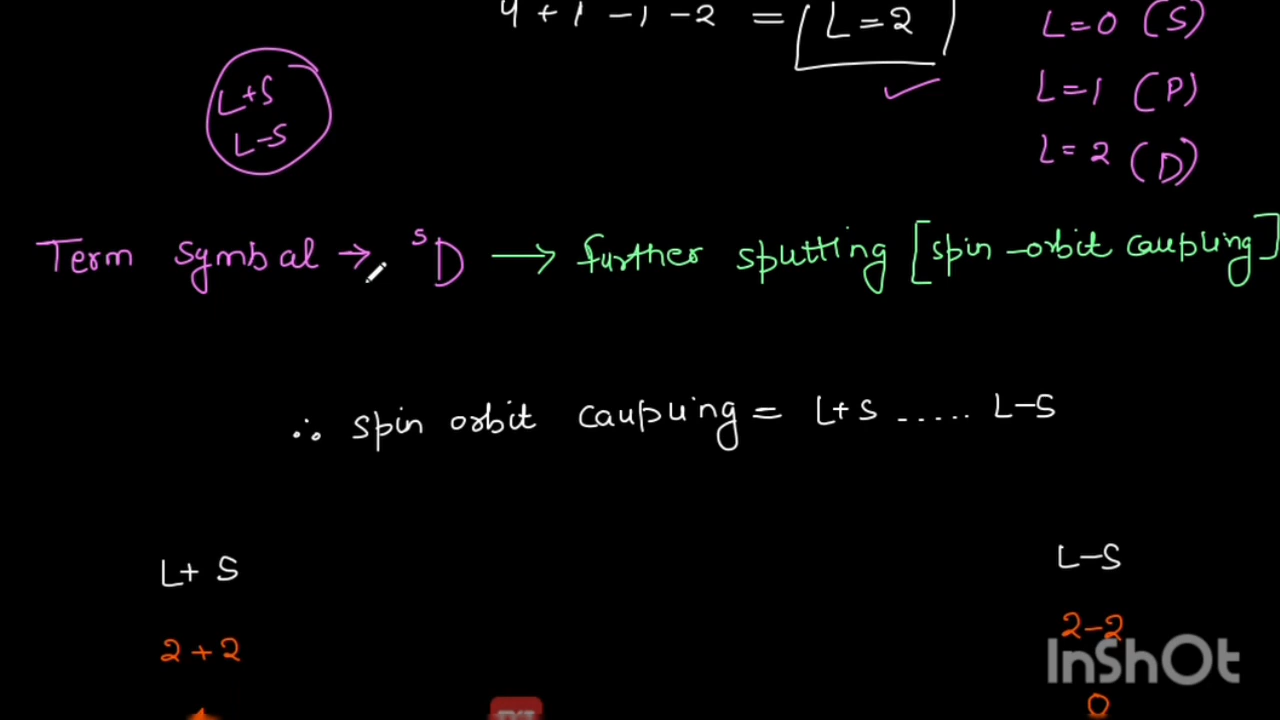 4 + 1 - 1 - 2 = L=2
L=0 (S)
L+S
L-S
L=1 (P)
L=2 (D)
Term symbal → ⁵D → further splitting [spin-orbit caupling]
∴ spin orbit caupling = L+S ..... L-S
L+S
L-S
2+2
2-2
0
InShOt